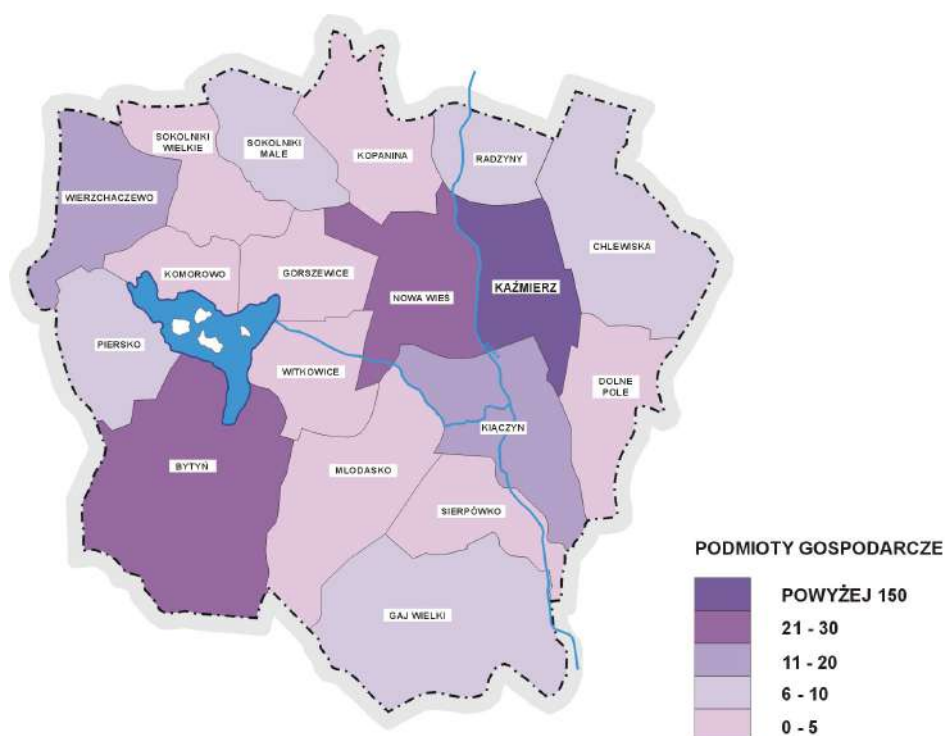 SOKOLNIKI
WIELKIE
SOKOLNIKI
MAŁE
KOPANINA
RADZYNY
WIERZCHACZEWO
CHLEWISKA
KOMOROWO
GORSZEWICE
NOWA WIEŚ
KAŹMIERZ
PIERSKO
WITKOWICE
DOLNE
POLE
KIĄCZYN
BYTYŃ
MŁODASKO
SIERPÓWKO
GAJ WIELKI
PODMIOTY GOSPODARCZE
POWYŻEJ 150
21 - 30
11 - 20
6 - 10
0 - 5